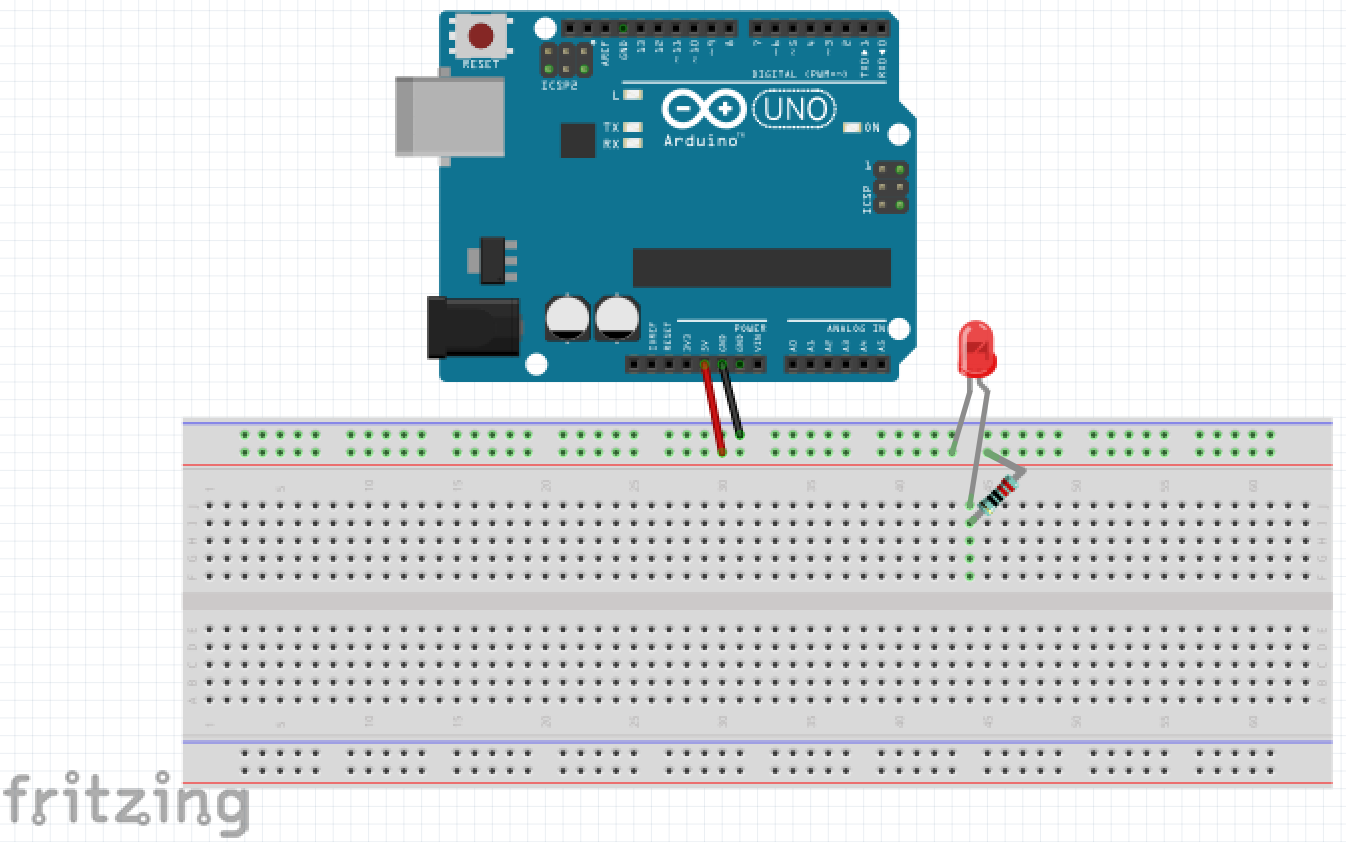 RESET
ICSP2
AREF
GND
13
12
~11
~10
~9
8
7
~6
~5
4
~3
2
TX0▸1
RX0◂0
DIGITAL (PWM=~)
L
TX
RX
Arduino™
UNO
ON
1
ICSP
IOREF
RESET
3V3
5V
GND
GND
VIN
POWER
ANALOG IN
A0
A1
A2
A3
A4
A5
1 5 10 15 20 25 30 35 40 45 50 55 60
J J
I I
H H
G G
F F
E E
D D
C C
B B
A A
1 5 10 15 20 25 30 35 40 45 50 55 60
fritzing